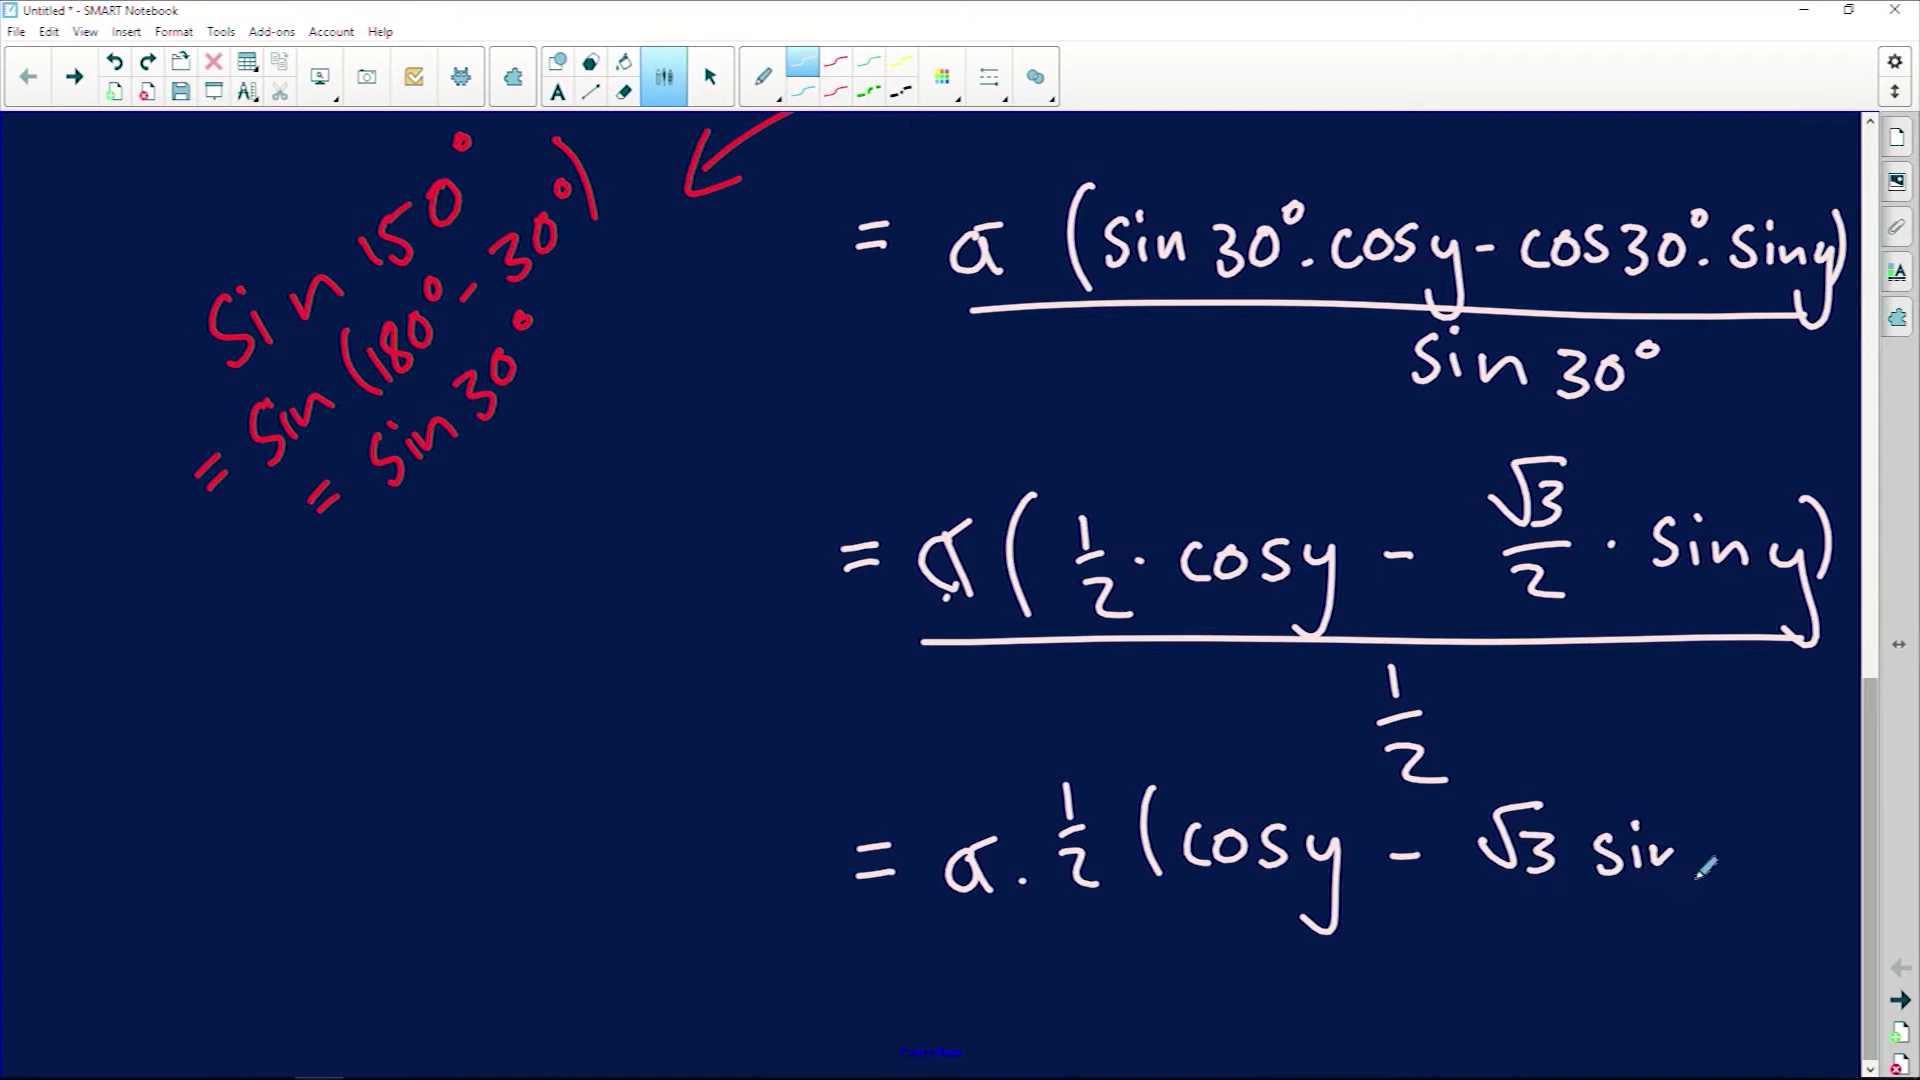 Untitled * - SMART Notebook
File Edit View Insert Format Tools Add-ons Account Help
sin 150°
= sin (180° - 30°)
= sin 30°
= a (sin 30° . cos y - cos 30° . sin y)
sin 30°
= a ( 1/2 . cos y - √3/2 . sin y)
1/2
= a . 1/2 (cos y - √3 sin